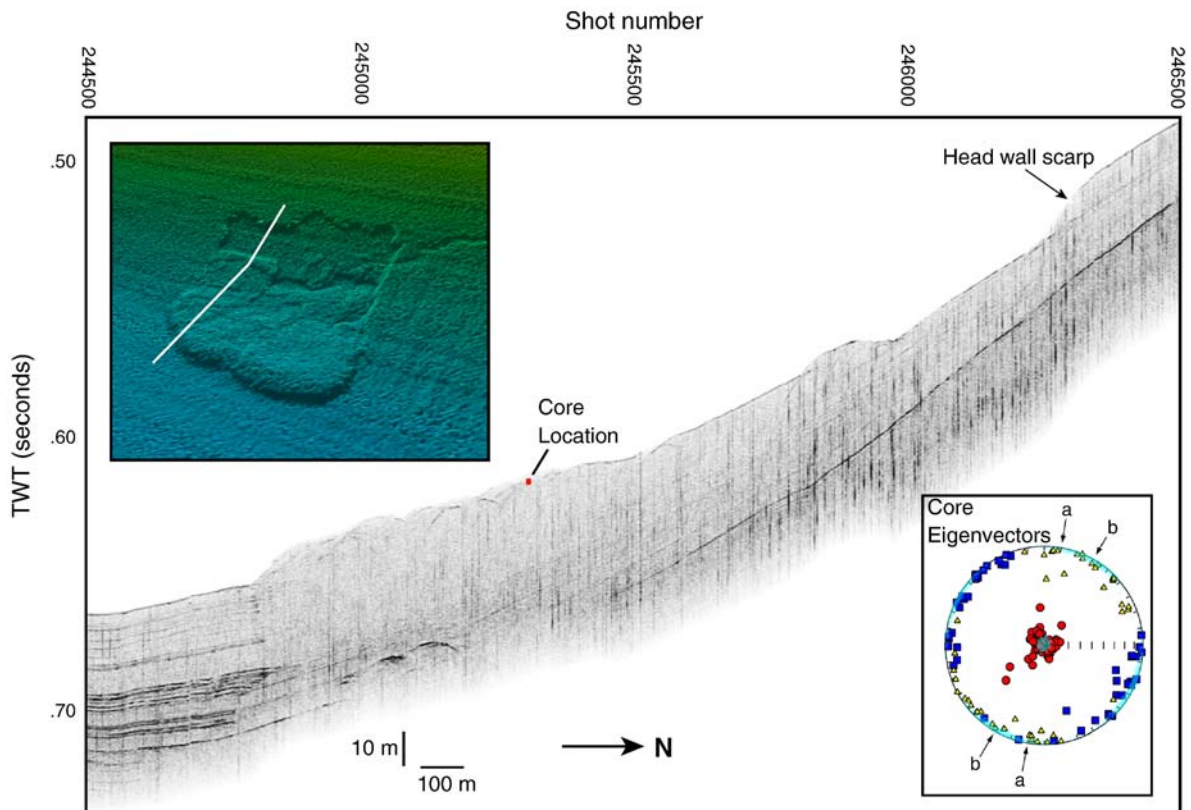 Shot number
244500
245000
245500
246000
246500
TWT (seconds)
.50
.60
.70
Head wall scarp
Core
Location
10 m
100 m
N
Core
Eigenvectors
a
b
b
a